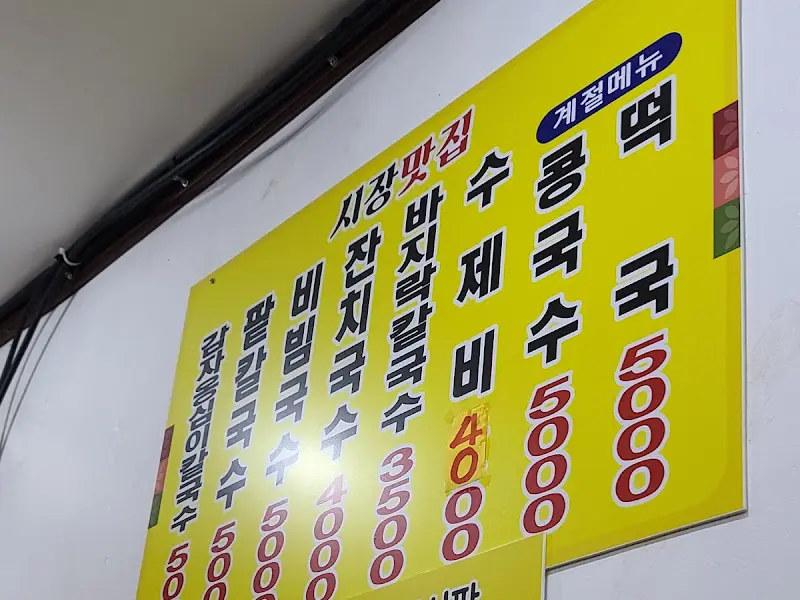 시장맛집
계절메뉴
감자옹심이칼국수 50
팥칼국수 500
비빔국수 5000
잔치국수 4000
바지락칼국수 3500
수제비 4000
콩국수 5000
떡국 5000